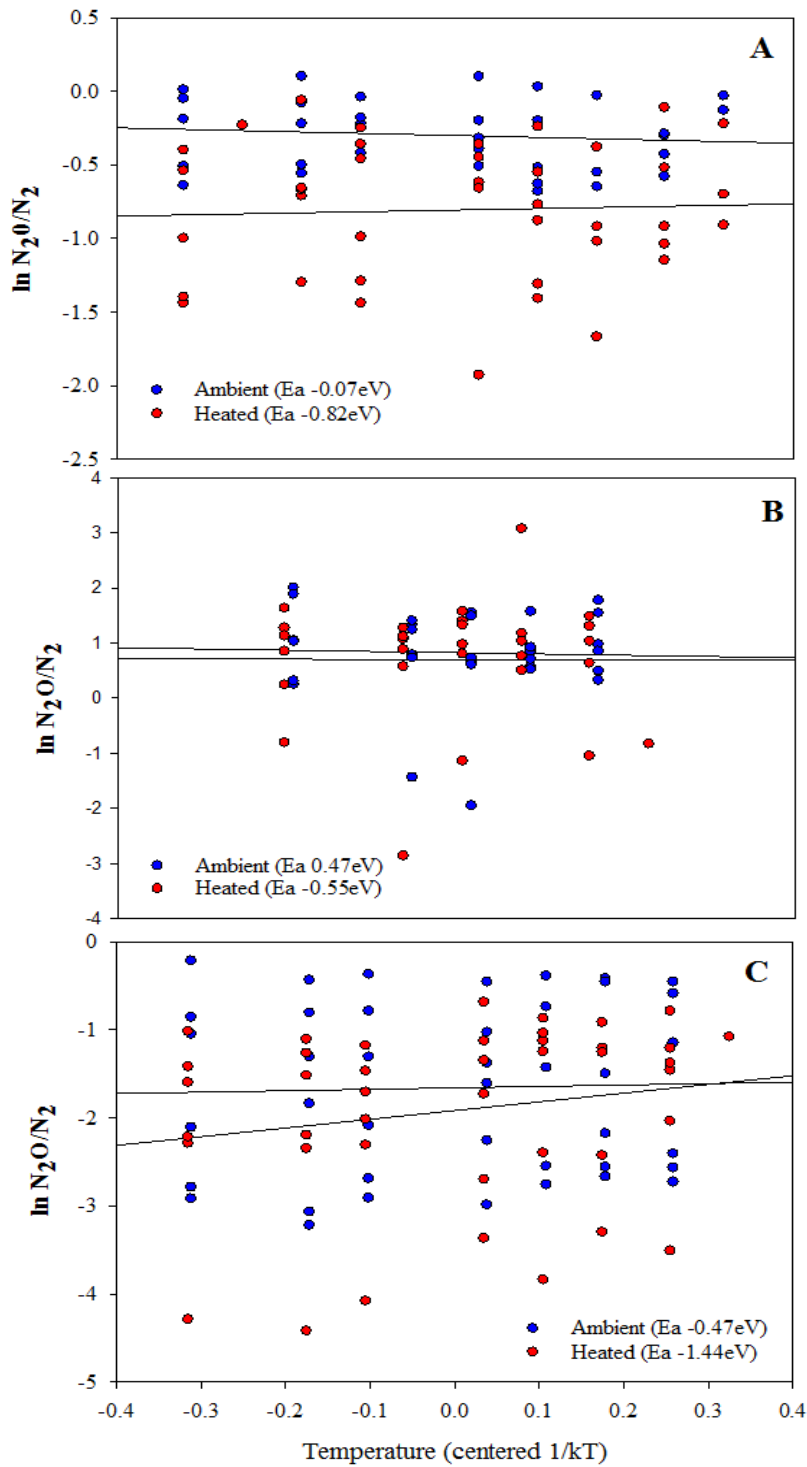 A
0.5
0.0
-0.5
-1.0
-1.5
-2.0
-2.5
ln N20/N2
Ambient (Ea -0.07eV)
Heated (Ea -0.82eV)
B
4
3
2
1
0
-1
-2
-3
-4
ln N2O/N2
Ambient (Ea 0.47eV)
Heated (Ea -0.55eV)
C
0
-1
-2
-3
-4
-5
ln N2O/N2
Ambient (Ea -0.47eV)
Heated (Ea -1.44eV)
-0.4 -0.3 -0.2 -0.1 0.0 0.1 0.2 0.3 0.4
Temperature (centered 1/kT)